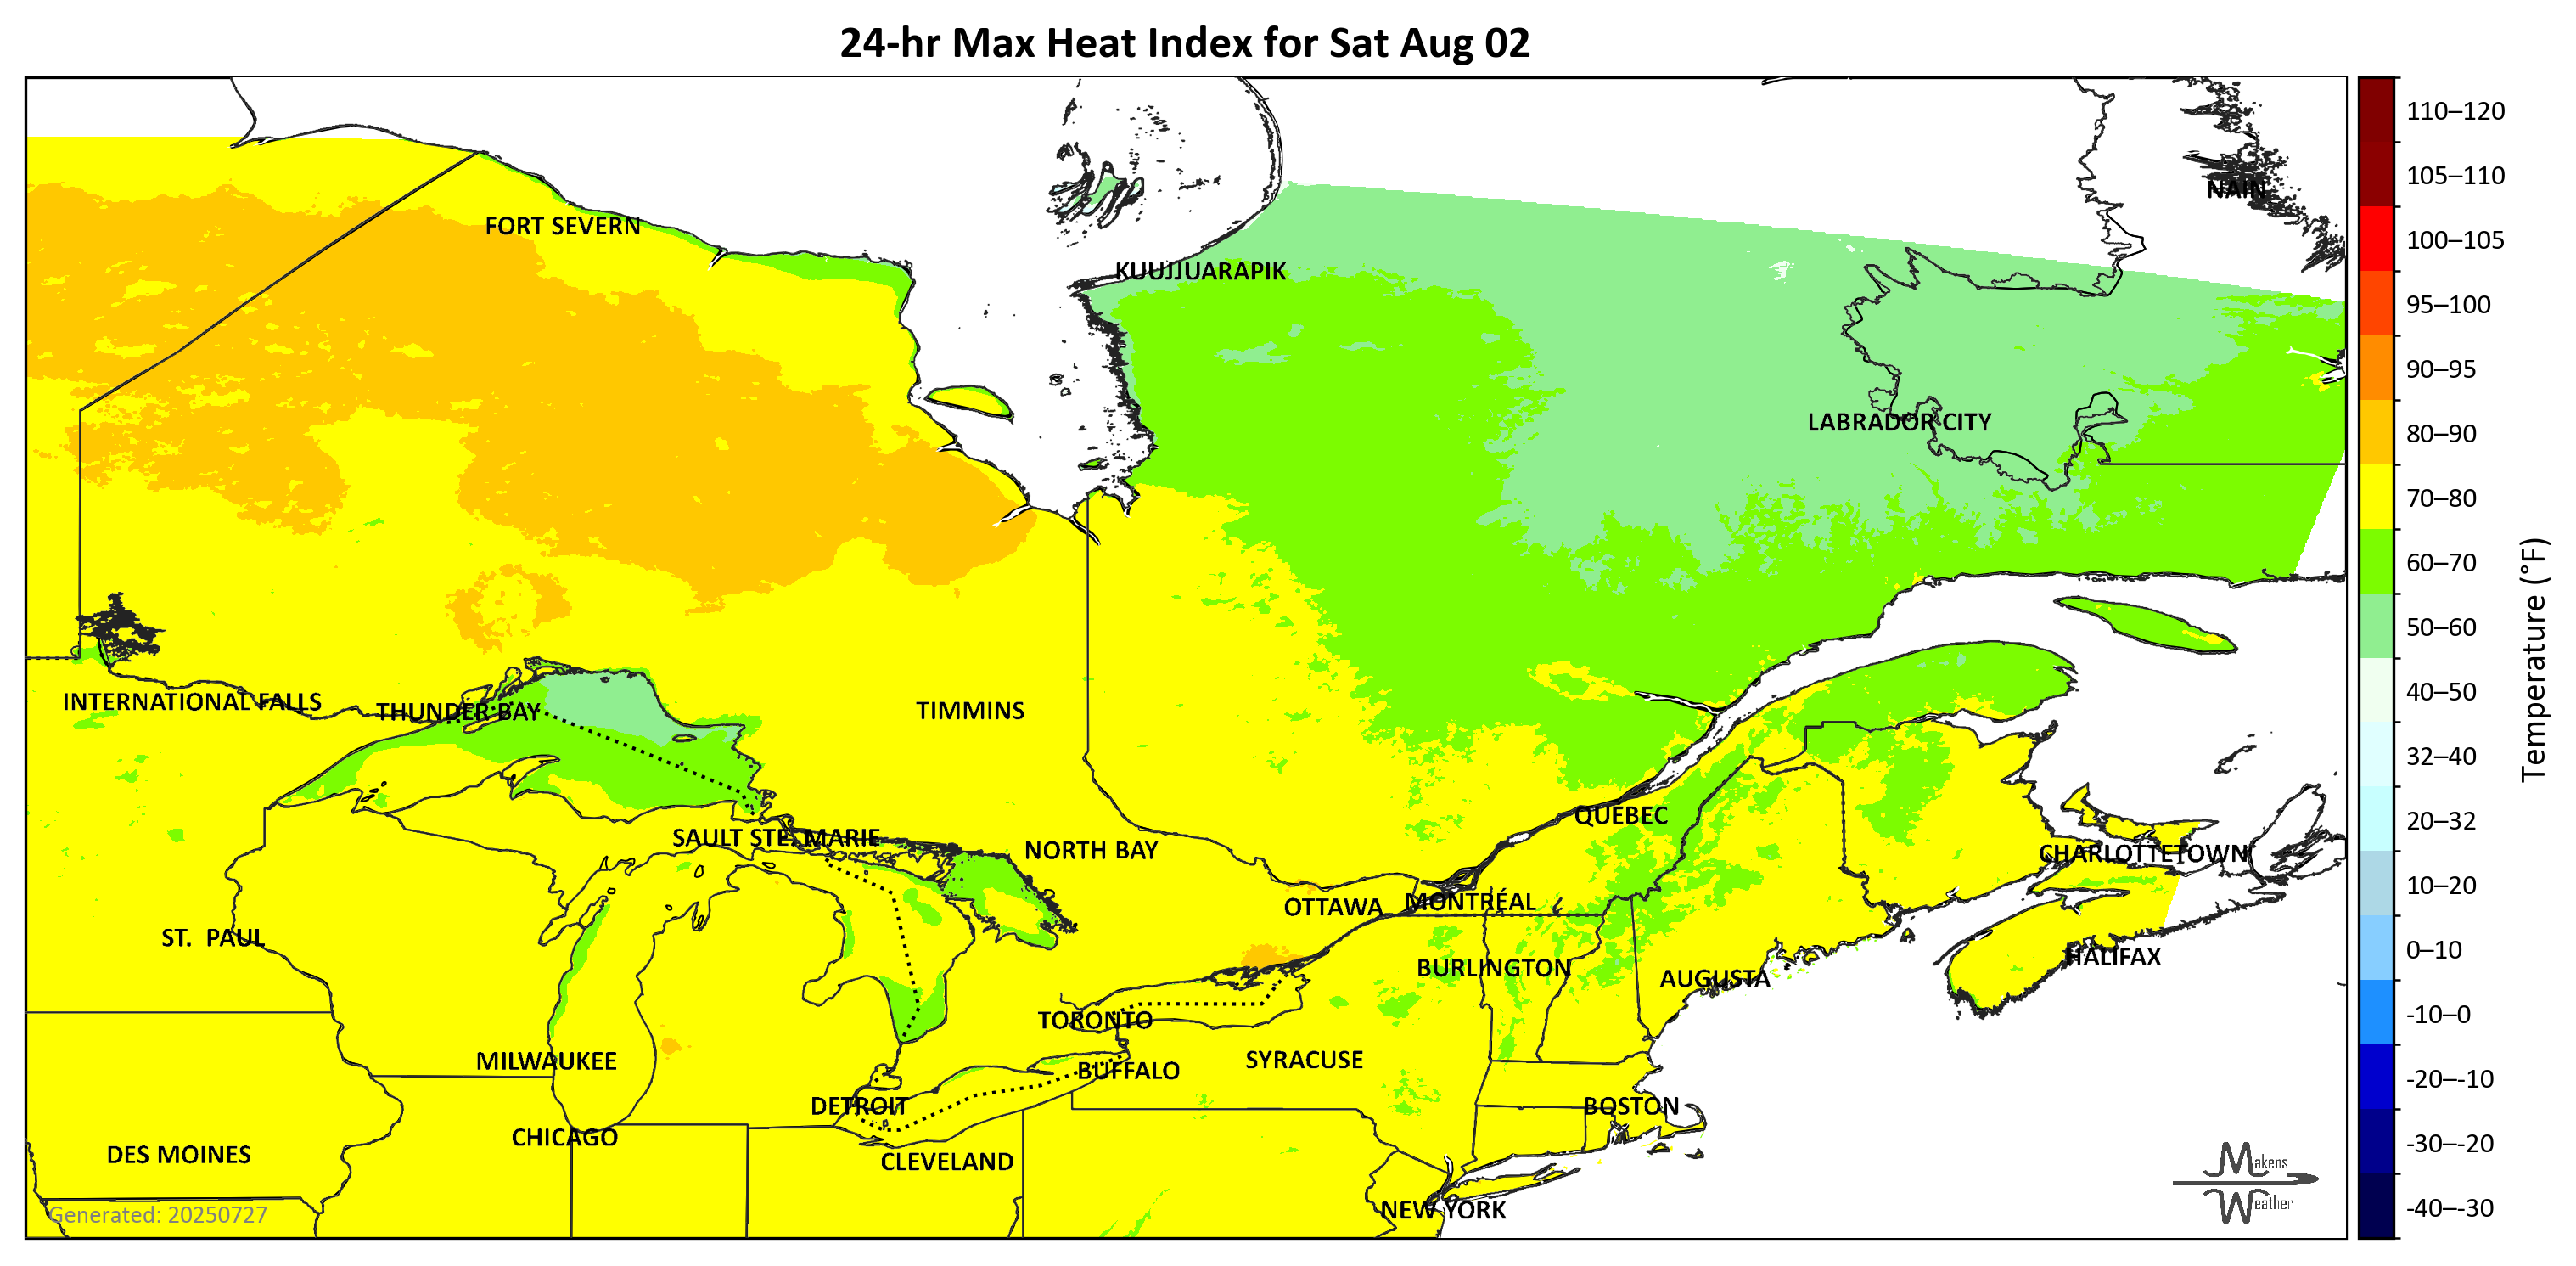 24-hr Max Heat Index for Sat Aug 02
NAIN
FORT SEVERN
KUUJJUARAPIK
LABRADOR CITY
INTERNATIONAL FALLS
THUNDER BAY
TIMMINS
QUEBEC
SAULT STE. MARIE
NORTH BAY
CHARLOTTETOWN
OTTAWA
MONTRÉAL
ST. PAUL
HALIFAX
BURLINGTON
AUGUSTA
TORONTO
MILWAUKEE
SYRACUSE
BUFFALO
DETROIT
BOSTON
CHICAGO
DES MOINES
CLEVELAND
NEW YORK
Generated: 20250727
Makens
Weather
110–120
105–110
100–105
95–100
90–95
80–90
70–80
60–70
50–60
40–50
32–40
20–32
10–20
0–10
-10–0
-20–-10
-30–-20
-40–-30
Temperature (°F)